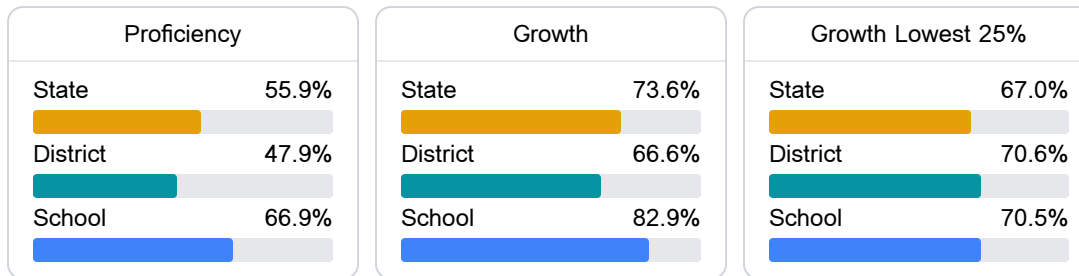 Proficiency
State 55.9%
District 47.9%
School 66.9%
Growth
State 73.6%
District 66.6%
School 82.9%
Growth Lowest 25%
State 67.0%
District 70.6%
School 70.5%